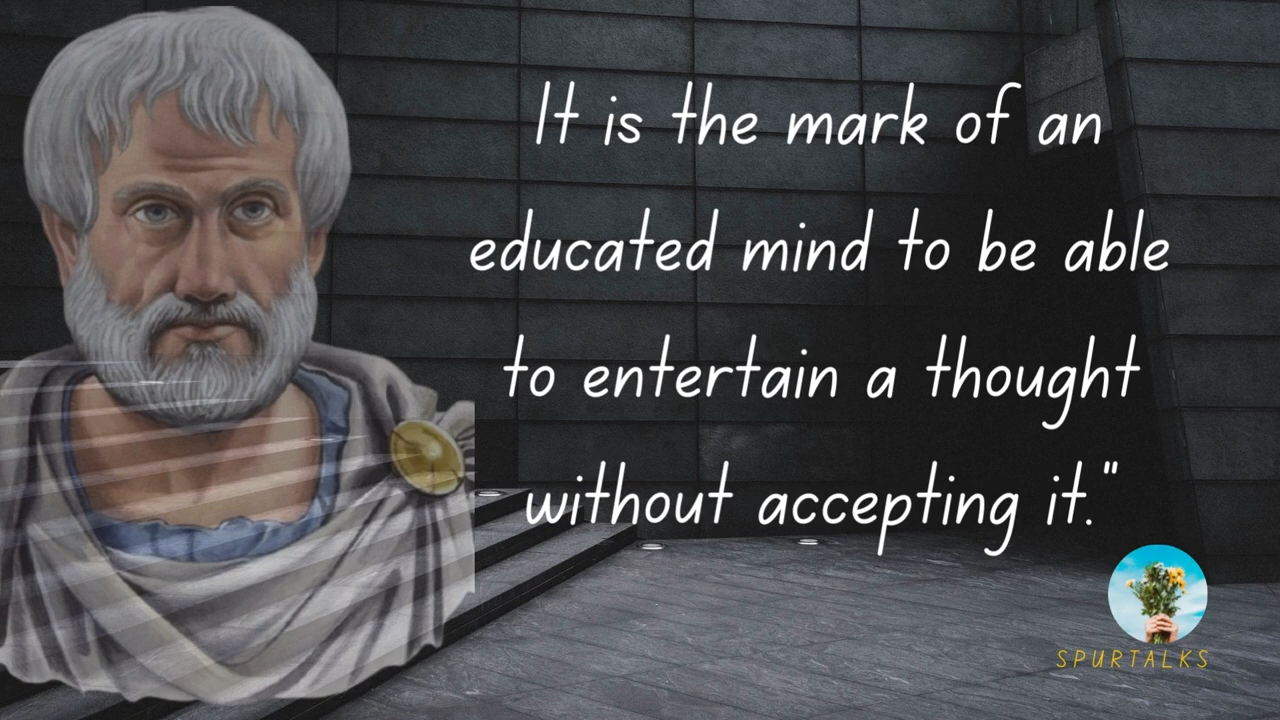 It is the mark of an
educated mind to be able
to entertain a thought
without accepting it."
SPURTALKS